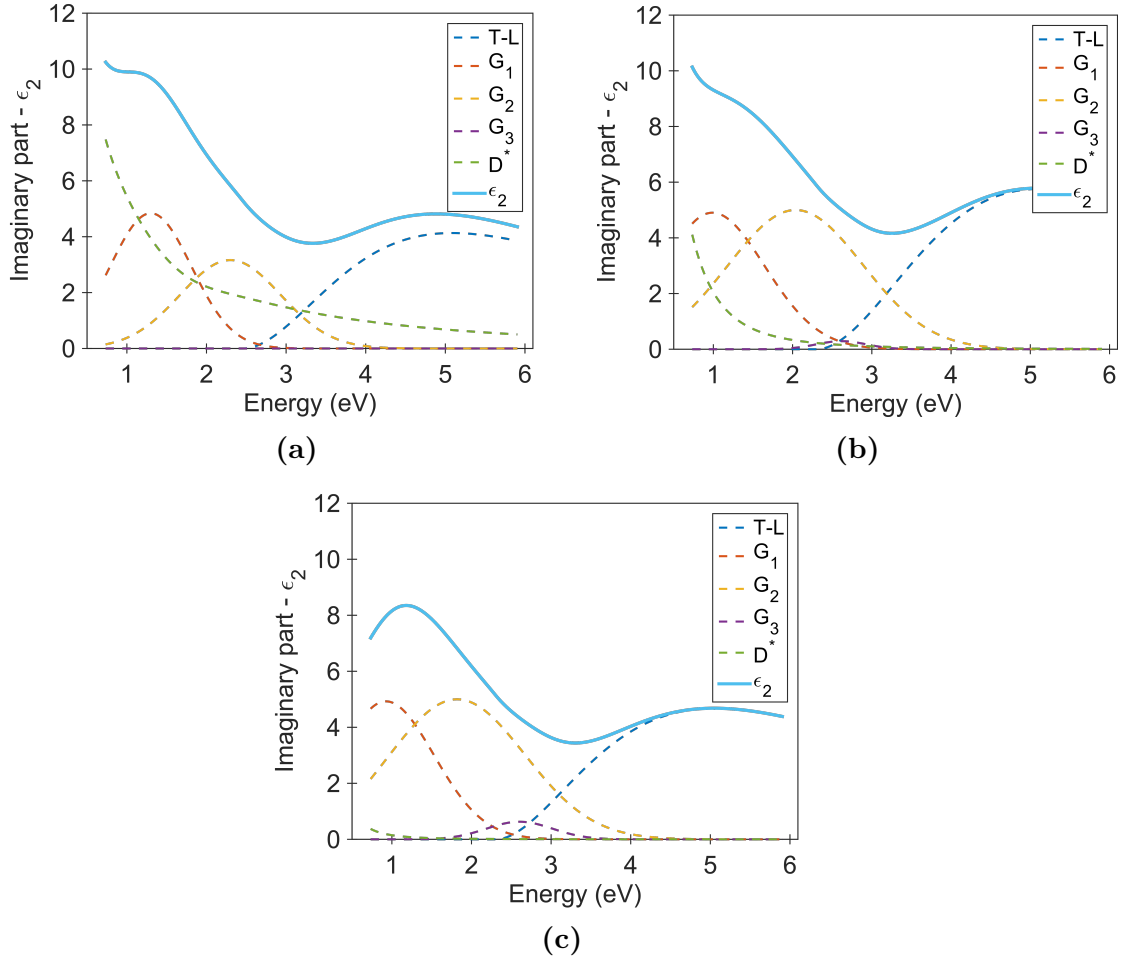 12
10
8
6
4
2
0
Imaginary part - ϵ₂
1 2 3 4 5 6
Energy (eV)
T-L
G₁
G₂
G₃
D*
ϵ₂
(a)
12
10
8
6
4
2
0
Imaginary part - ϵ₂
1 2 3 4 5 6
Energy (eV)
T-L
G₁
G₂
G₃
D*
ϵ₂
(b)
12
10
8
6
4
2
0
Imaginary part - ϵ₂
1 2 3 4 5 6
Energy (eV)
T-L
G₁
G₂
G₃
D*
ϵ₂
(c)